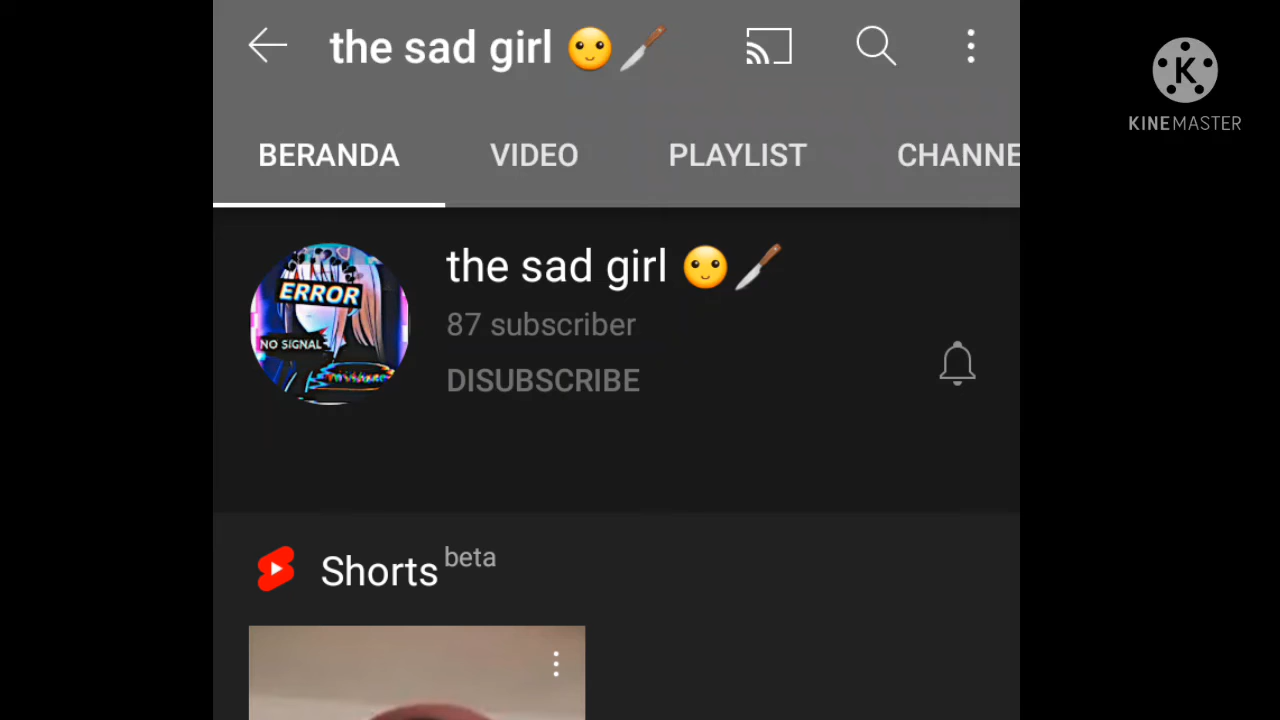 the sad girl 🙂🔪
BERANDA VIDEO PLAYLIST CHANNE
the sad girl 🙂🔪
87 subscriber
DISUBSCRIBE
ERROR
NO SIGNAL
Shorts beta
K
KINEMASTER